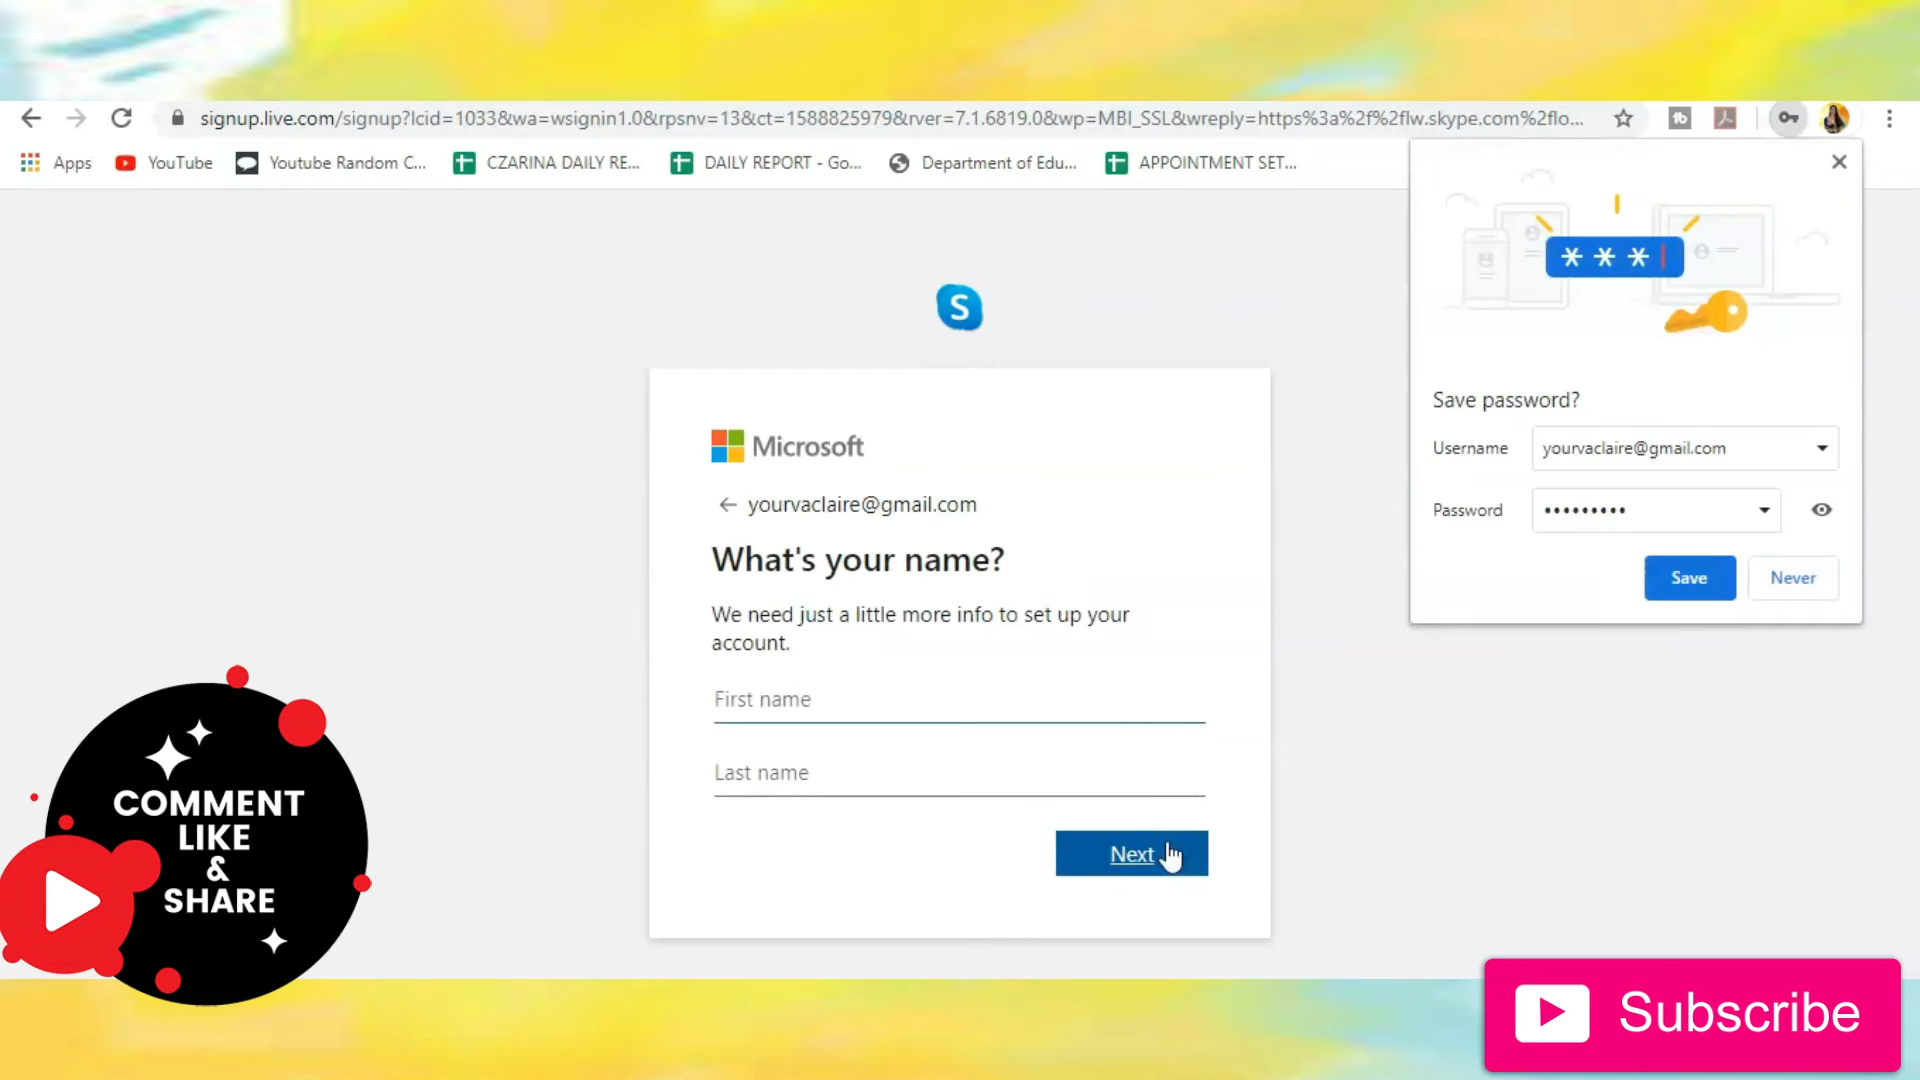 signup.live.com/signup?lcid=1033&wa=wsignin1.0&rpsnv=13&ct=1588825979&rver=7.1.6819.0&wp=MBI_SSL&wreply=https%3a%2f%2flw.skype.com%2flo...
Apps YouTube Youtube Random C... CZARINA DAILY RE... DAILY REPORT - Go... Department of Edu... APPOINTMENT SET...
S
Microsoft
yourvaclaire@gmail.com
What's your name?
We need just a little more info to set up your
account.
First name
Last name
Next
* * *
Save password?
Username yourvaclaire@gmail.com
Password •••••••••
Save Never
COMMENT
LIKE
&
SHARE
Subscribe